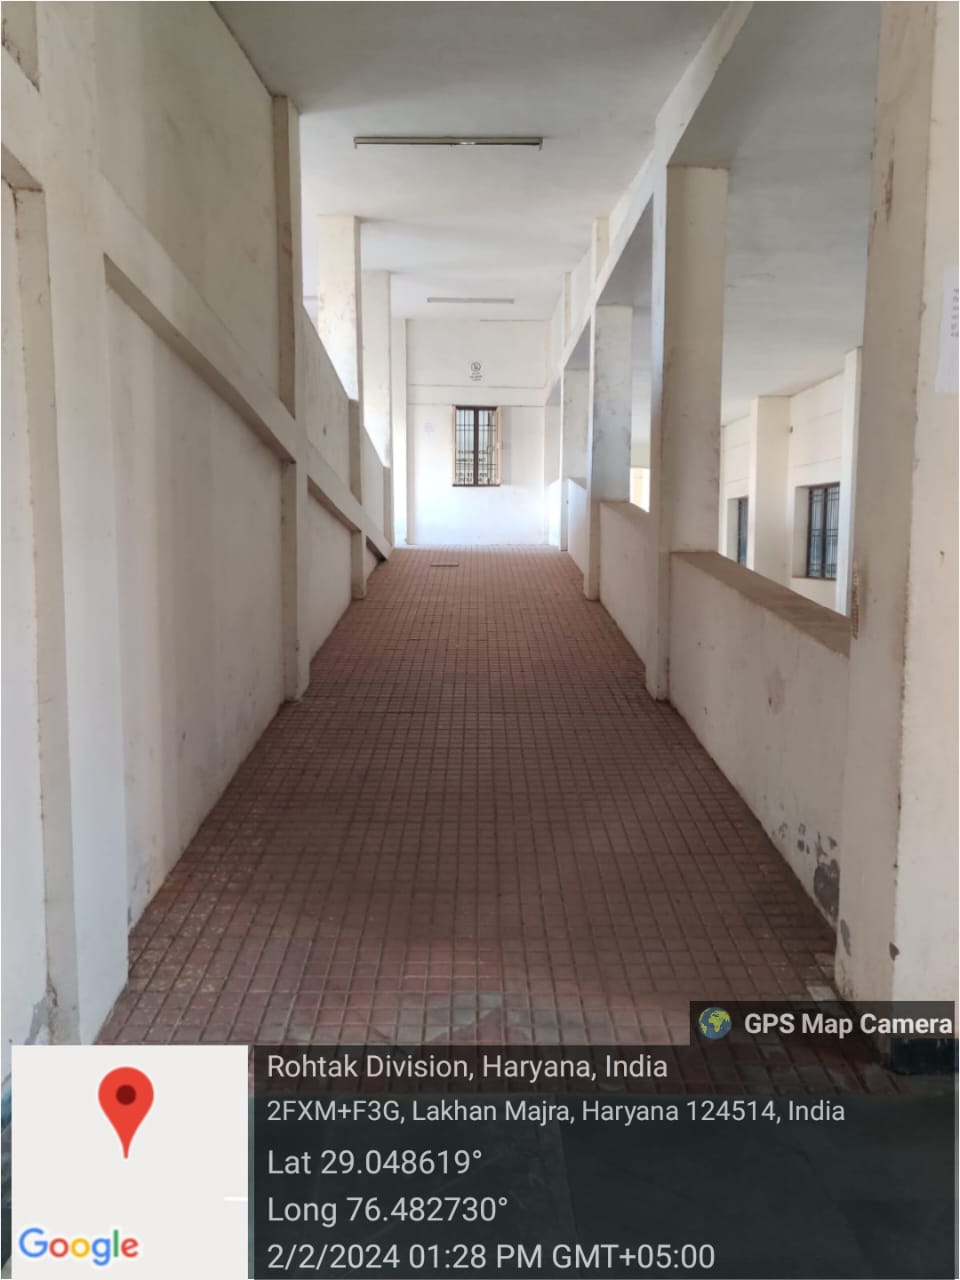 GPS Map Camera
Rohtak Division, Haryana, India
2FXM+F3G, Lakhan Majra, Haryana 124514, India
Lat 29.048619°
Long 76.482730°
2/2/2024 01:28 PM GMT+05:00
Google